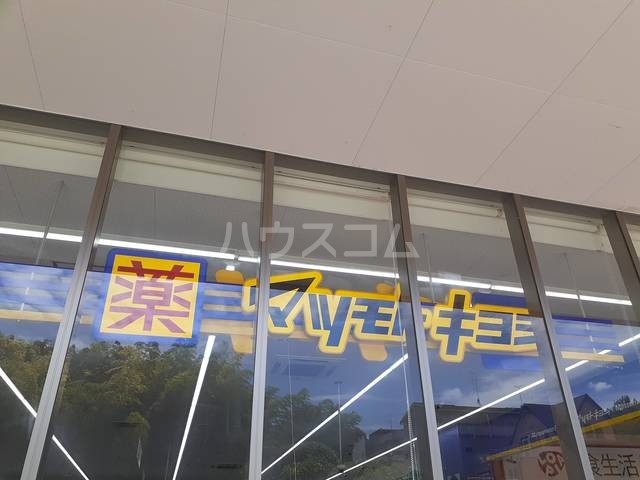 ハウスコム
薬 マツモトキヨシ
食生活